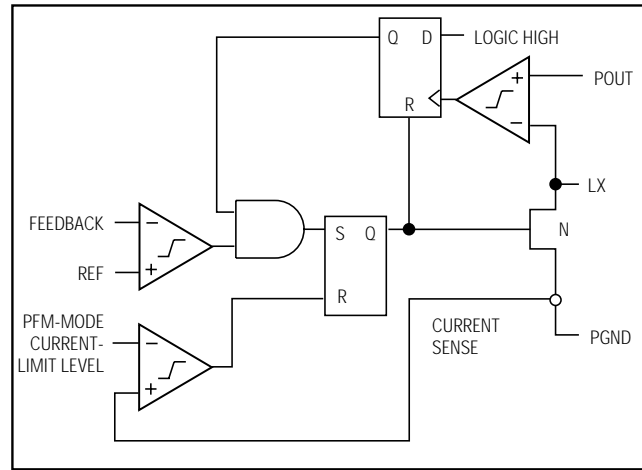 Q D LOGIC HIGH
R
+ POUT
−
LX
FEEDBACK −
REF +
S Q
N
R
PFM-MODE
CURRENT-
LIMIT LEVEL
−
+
CURRENT
SENSE
PGND